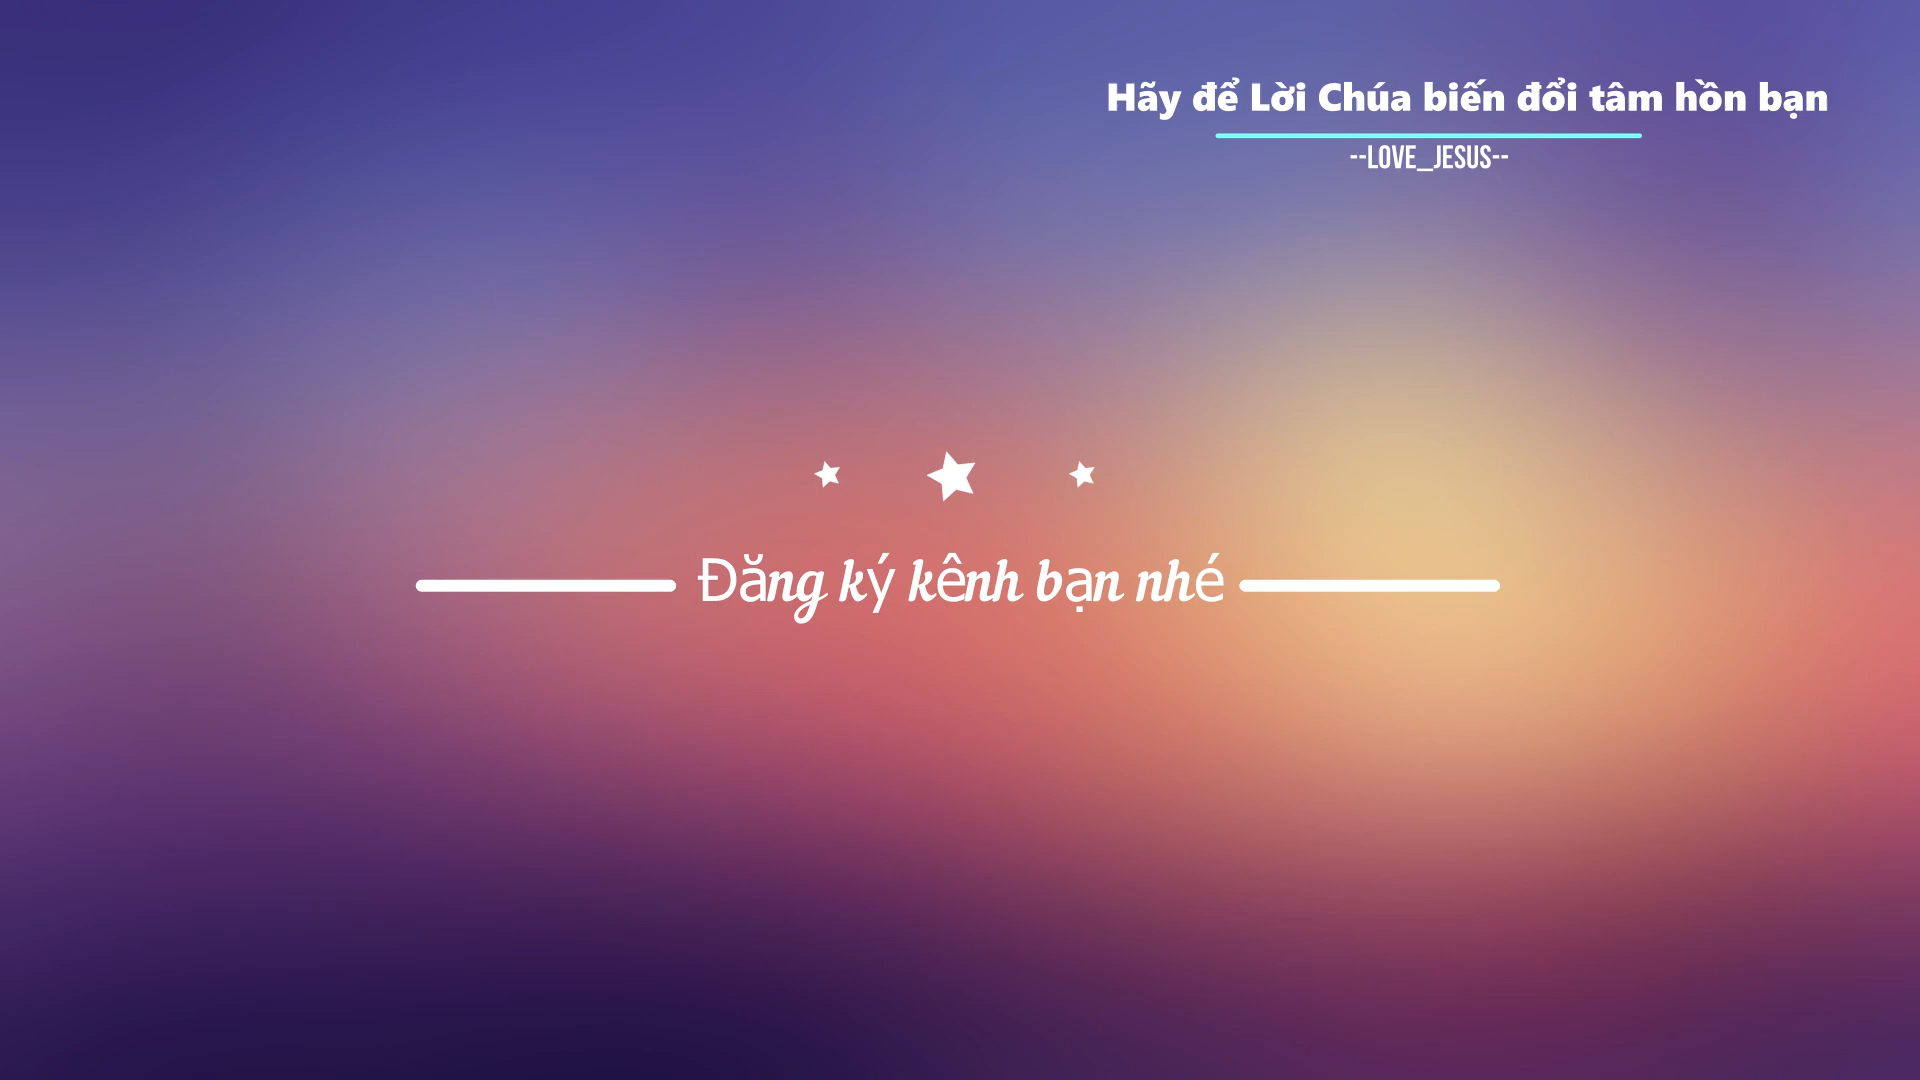 Hãy để Lời Chúa biến đổi tâm hồn bạn
--LOVE_JESUS--
Đăng ký kênh bạn nhé